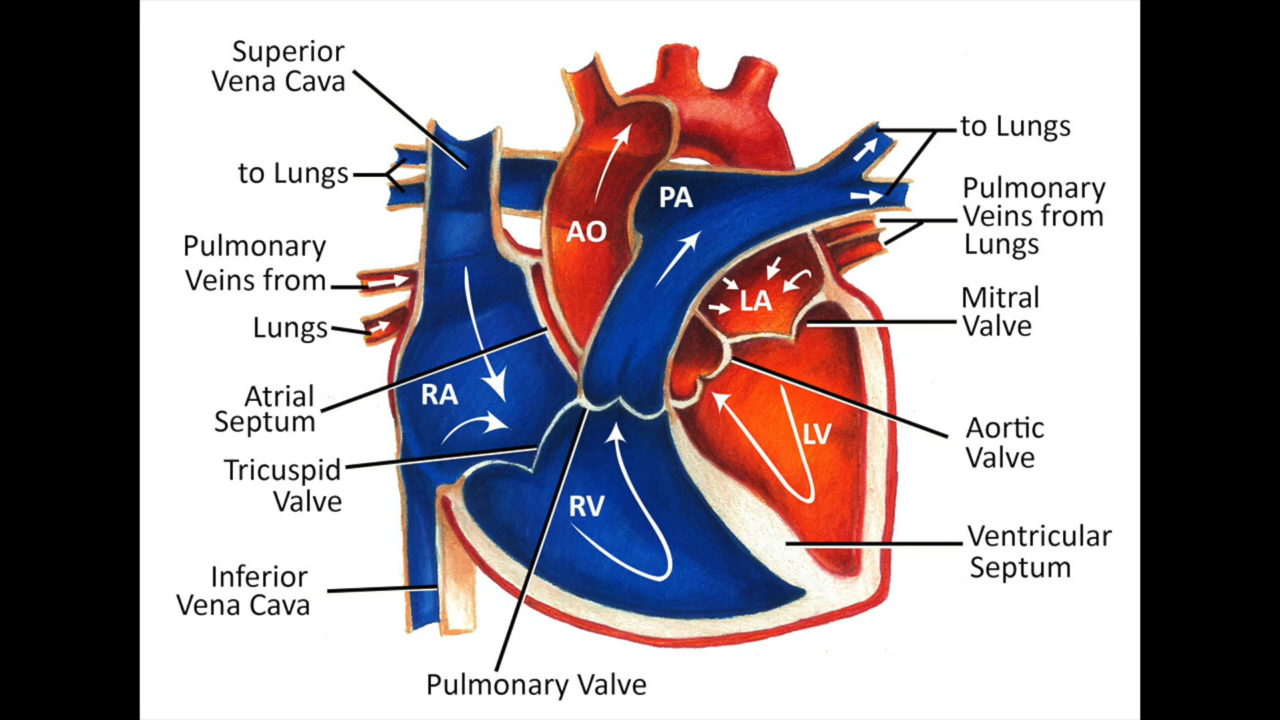 Superior
Vena Cava
to Lungs
Pulmonary
Veins from
Lungs
Atrial
Septum
Tricuspid
Valve
Inferior
Vena Cava
Pulmonary Valve
AO
PA
RA
RV
LA
LV
to Lungs
Pulmonary
Veins from
Lungs
Mitral
Valve
Aortic
Valve
Ventricular
Septum